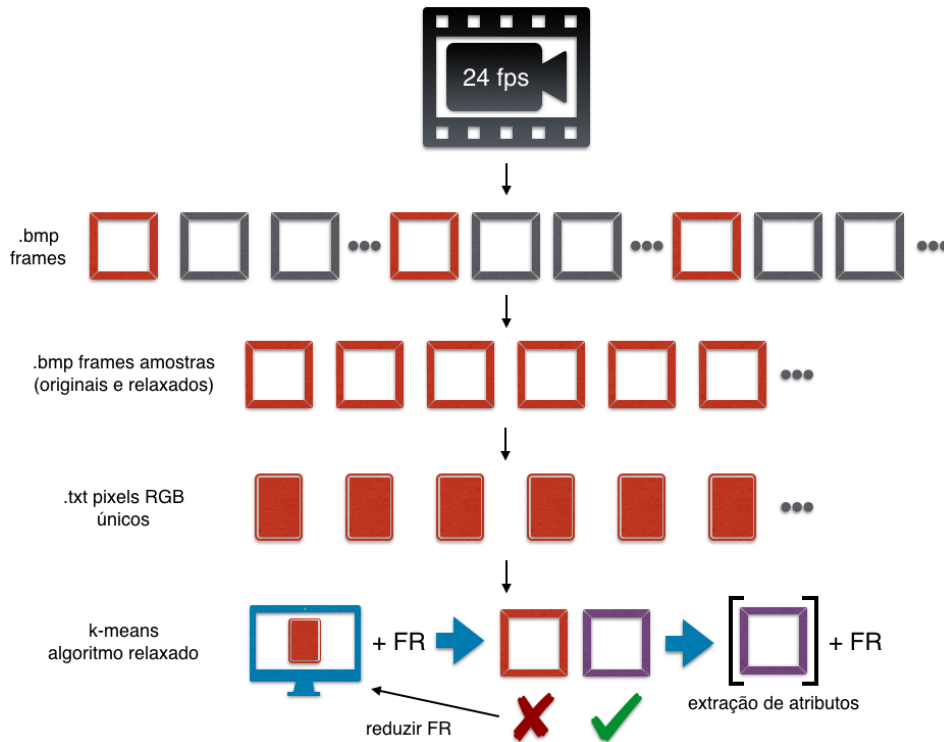 24 fps
.bmp
frames
.bmp frames amostras
(originais e relaxados)
.txt pixels RGB
únicos
k-means
algoritmo relaxado
+ FR
+ FR
reduzir FR
extração de atributos